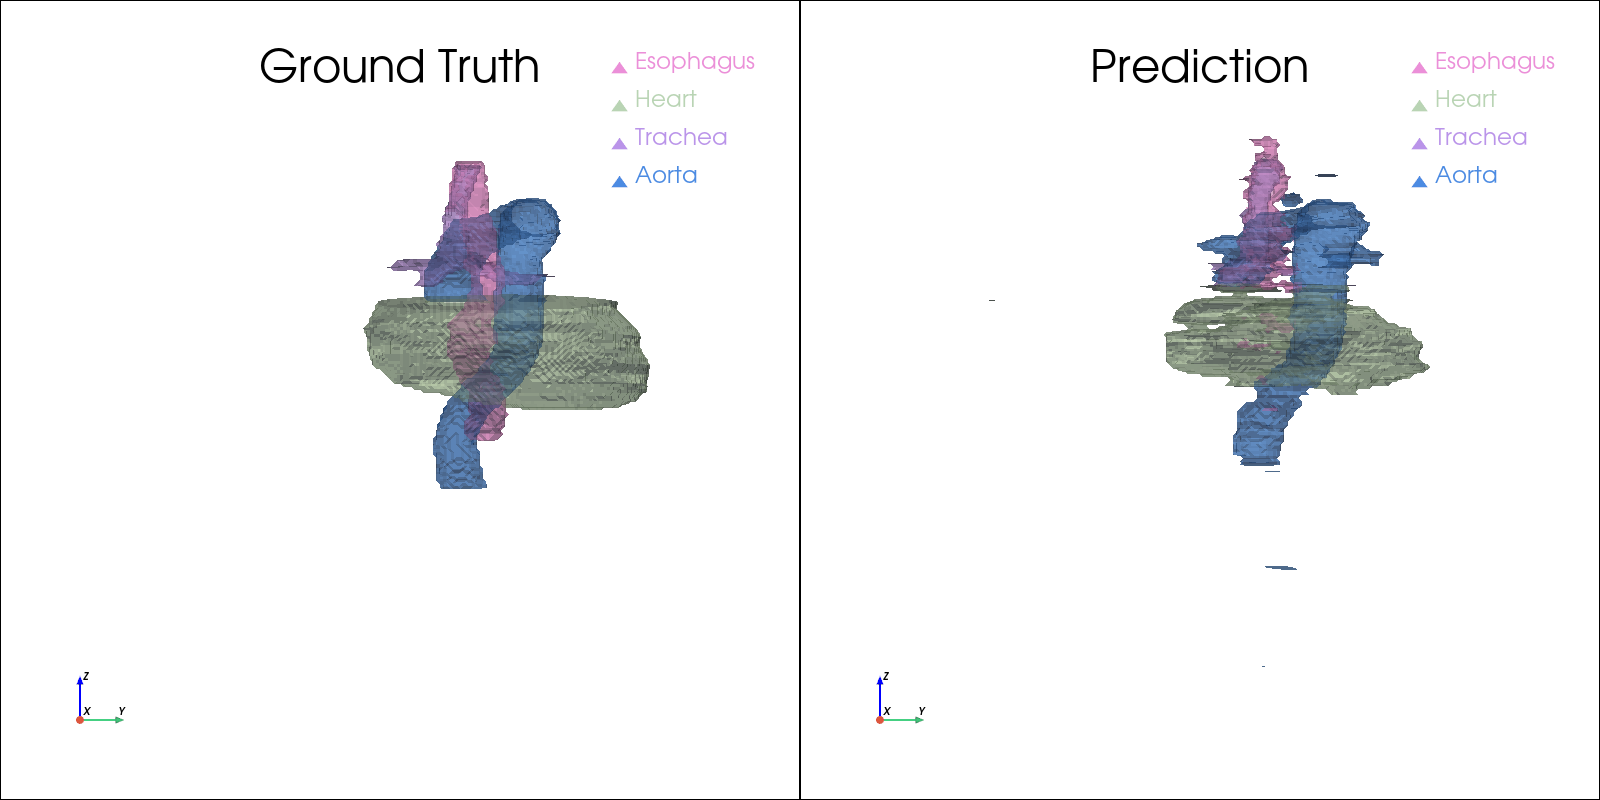 Ground Truth
Esophagus
Heart
Trachea
Aorta
Z
X Y
Prediction
Esophagus
Heart
Trachea
Aorta
Z
X Y